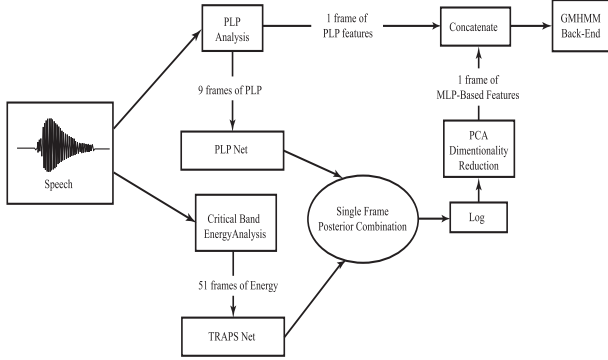 PLP
Analysis
1 frame of
PLP features
Concatenate
GMHMM
Back-End
9 frames of PLP
1 frame of
MLP-Based Features
PLP Net
PCA
Dimentionality
Reduction
Speech
Critical Band
EnergyAnalysis
Single Frame
Posterior Combination
Log
51 frames of Energy
TRAPS Net